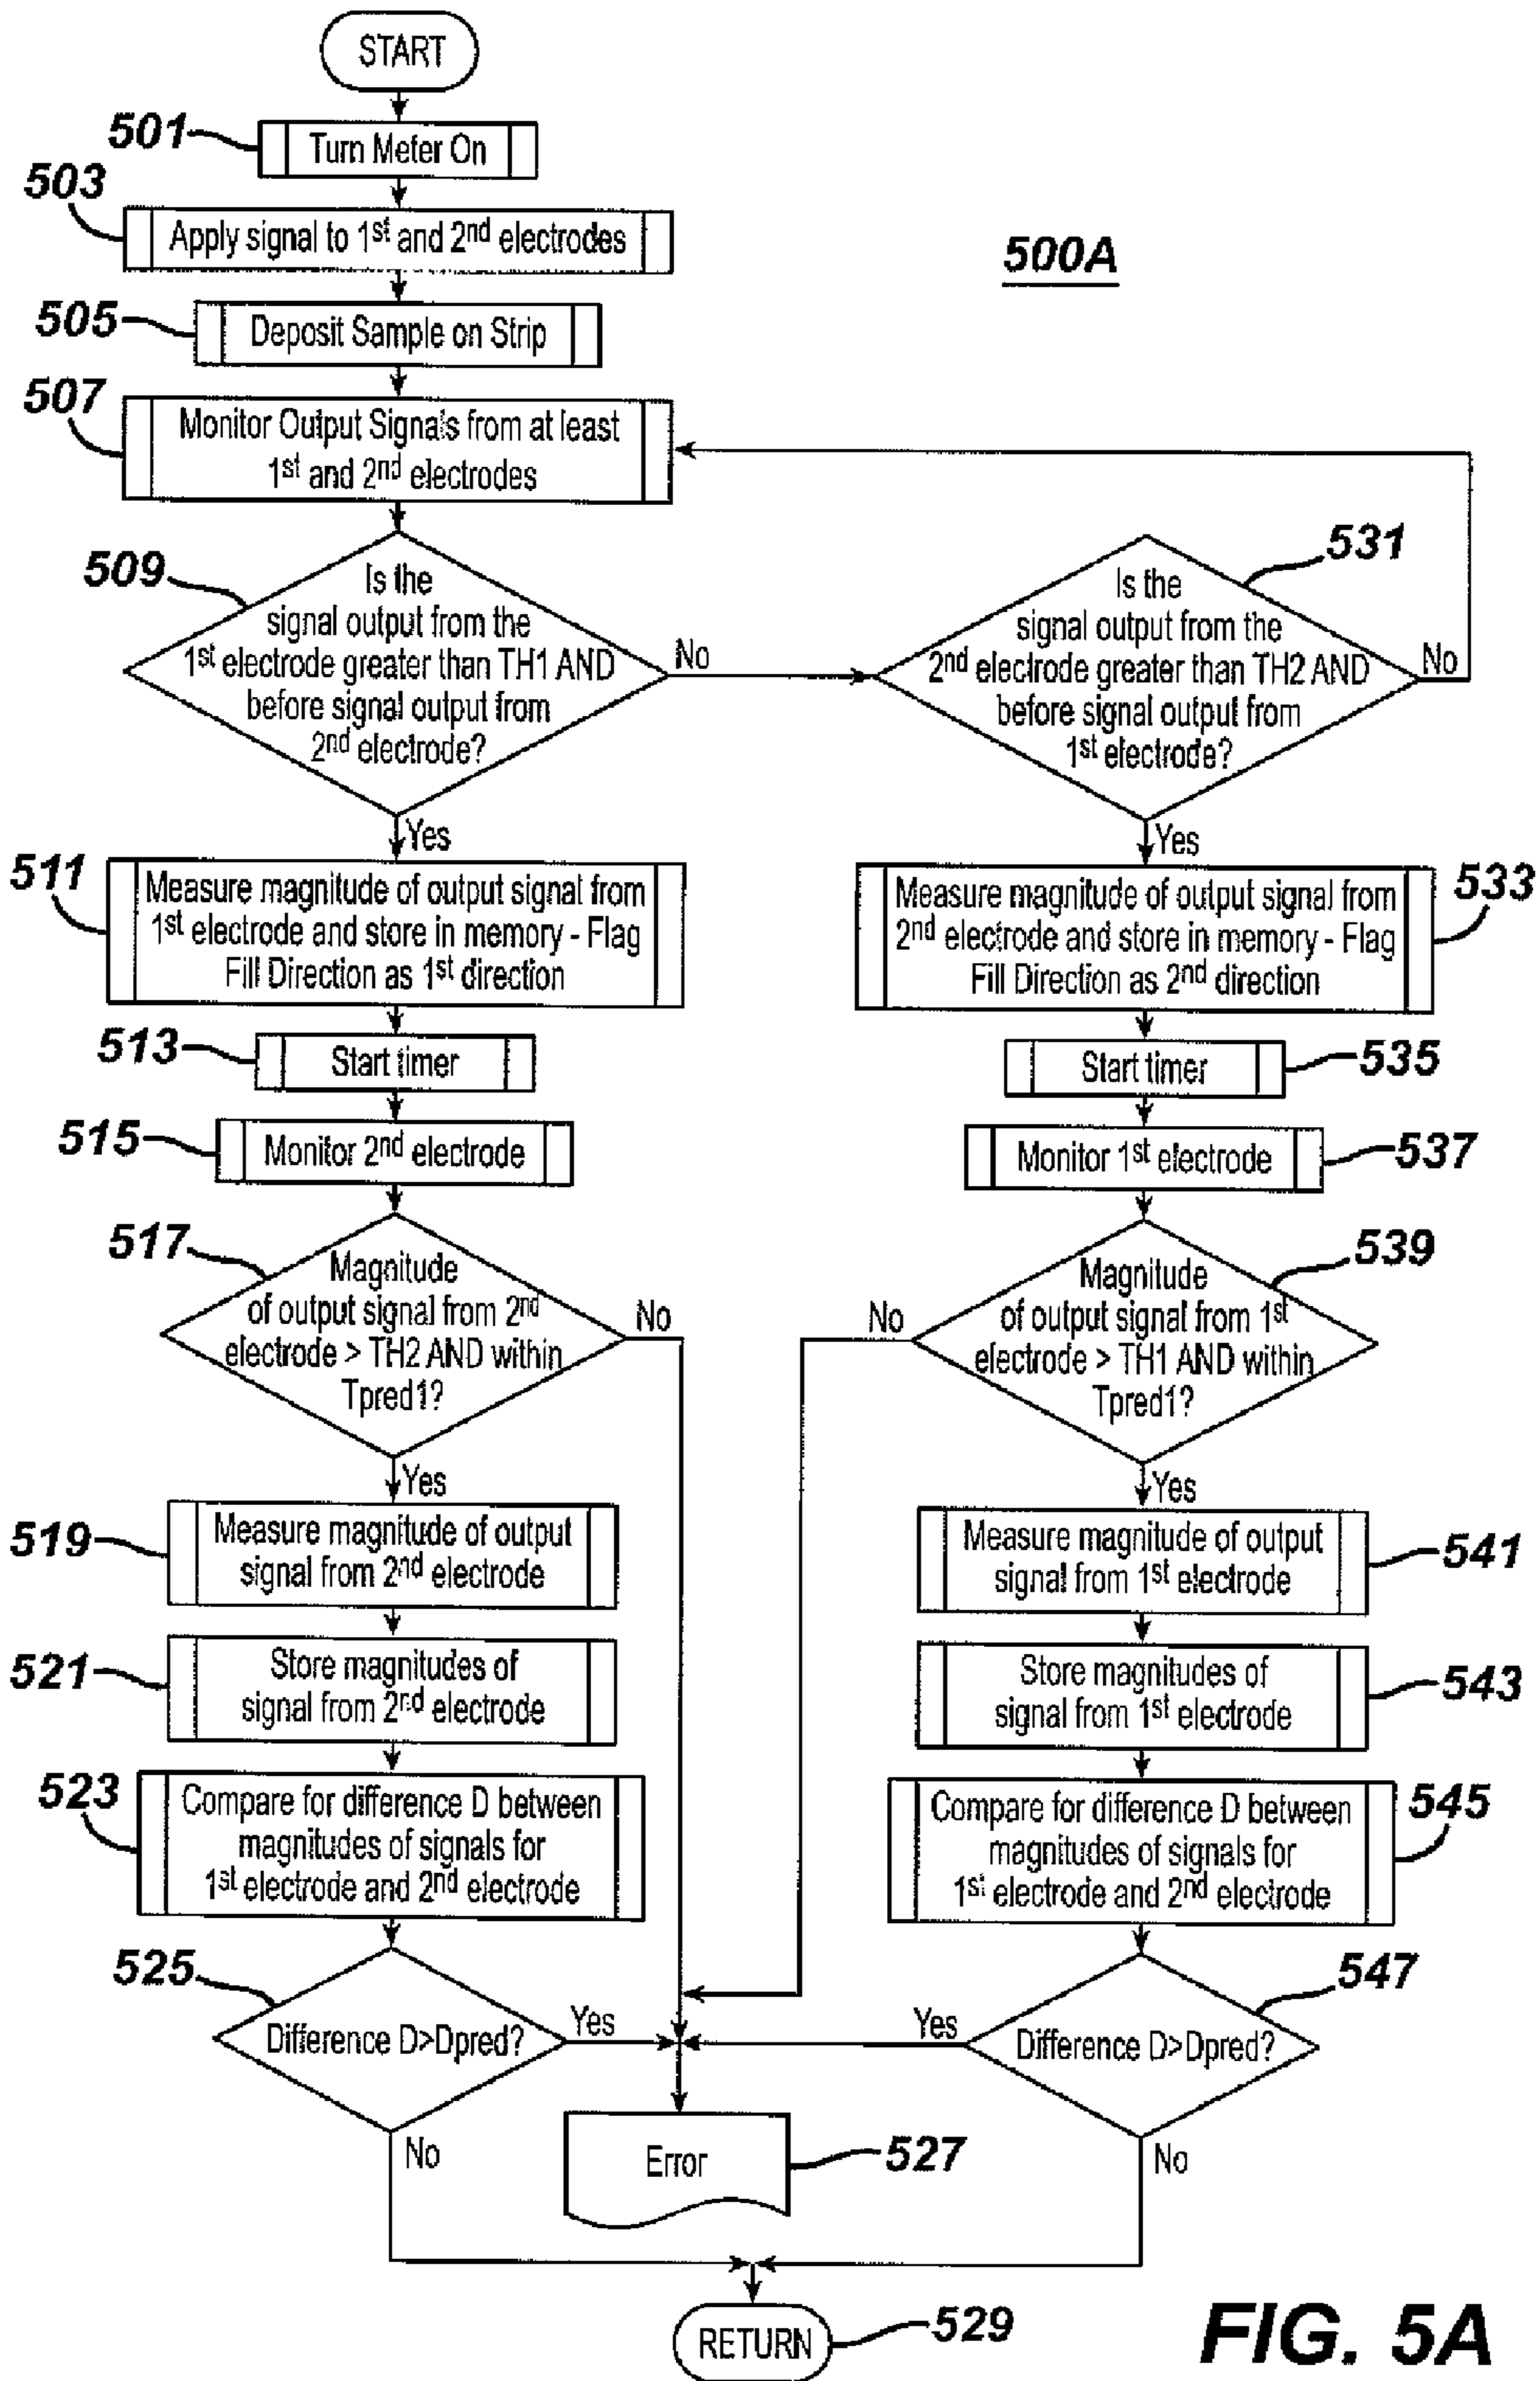 START
501
Turn Meter On
503
Apply signal to 1st and 2nd electrodes
500A
505
Deposit Sample on Strip
507
Monitor Output Signals from at least
1st and 2nd electrodes
509
Is the
signal output from the
1st electrode greater than TH1 AND
before signal output from
2nd electrode?
No
531
Is the
signal output from the
2nd electrode greater than TH2 AND
before signal output from
1st electrode?
No
Yes
511
Measure magnitude of output signal from
1st electrode and store in memory - Flag
Fill Direction as 1st direction
513
Start timer
515
Monitor 2nd electrode
517
Magnitude
of output signal from 2nd
electrode > TH2 AND within
Tpred1?
No
Yes
519
Measure magnitude of output
signal from 2nd electrode
521
Store magnitudes of
signal from 2nd electrode
523
Compare for difference D between
magnitudes of signals for
1st electrode and 2nd electrode
525
Difference D>Dpred?
Yes
No
Yes
533
Measure magnitude of output signal from
2nd electrode and store in memory - Flag
Fill Direction as 2nd direction
Start timer
535
Monitor 1st electrode
537
539
Magnitude
of output signal from 1st
electrode > TH1 AND within
Tpred1?
No
Yes
Measure magnitude of output
signal from 1st electrode
541
Store magnitudes of
signal from 1st electrode
543
Compare for difference D between
magnitudes of signals for
1st electrode and 2nd electrode
545
547
Difference D>Dpred?
Yes
No
Error
527
RETURN
529
FIG. 5A